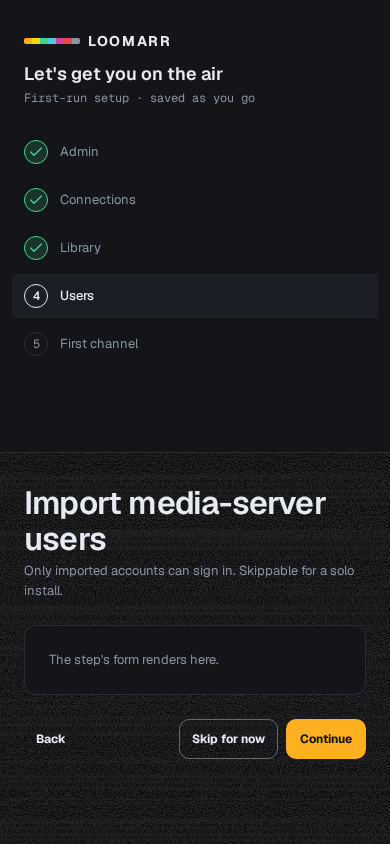 LOOMARR
Let's get you on the air
First-run setup · saved as you go
Admin
Connections
Library
4 Users
5 First channel
Import media-server
users
Only imported accounts can sign in. Skippable for a solo
install.
The step's form renders here.
Back Skip for now Continue